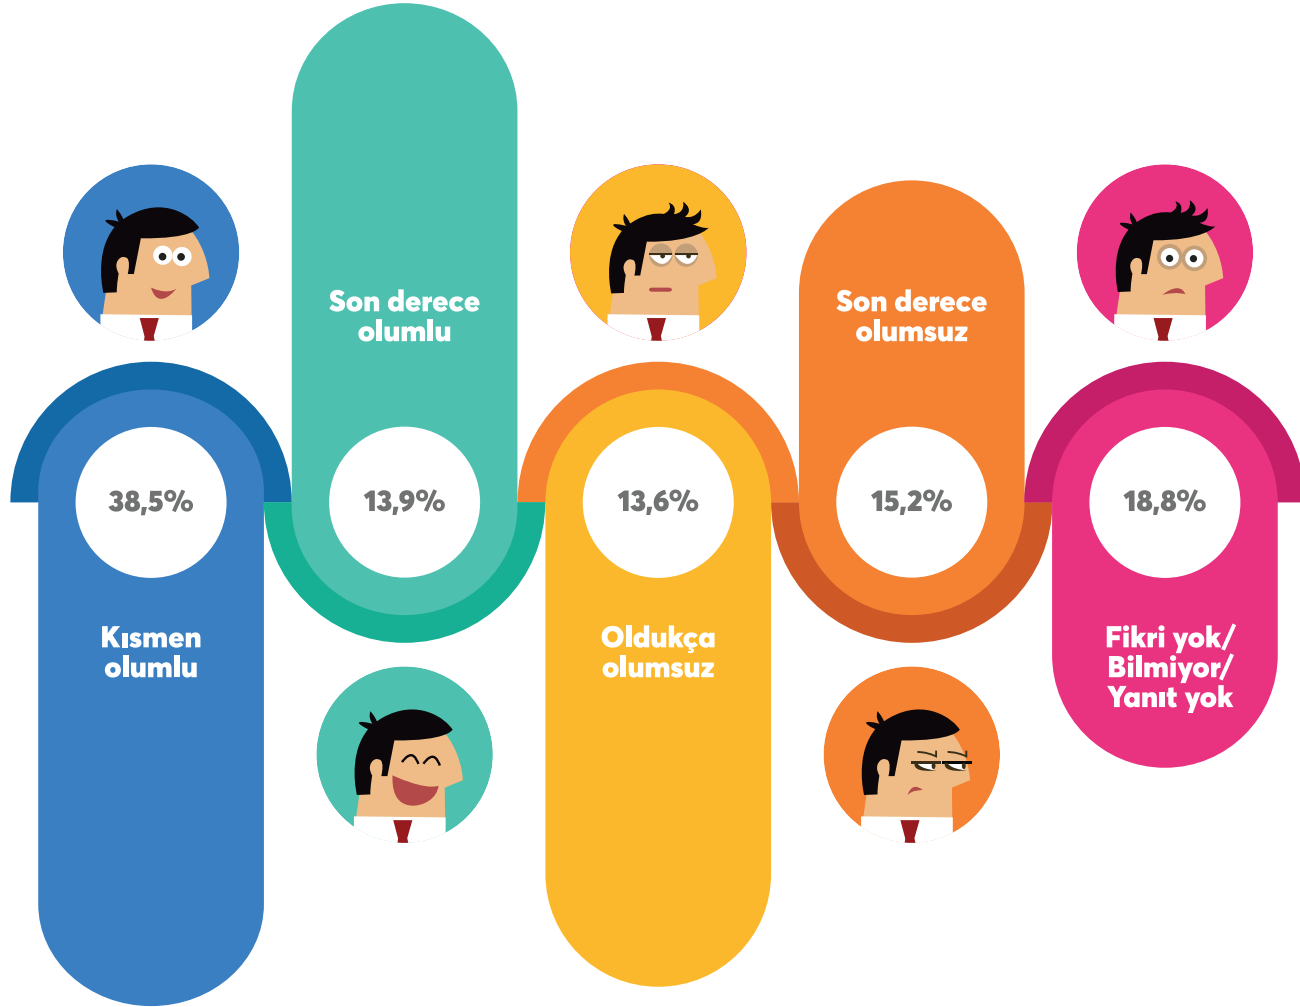 38,5%
Kısmen
olumlu
Son derece
olumlu
13,9%
13,6%
Oldukça
olumsuz
Son derece
olumsuz
15,2%
18,8%
Fikri yok/
Bilmiyor/
Yanıt yok